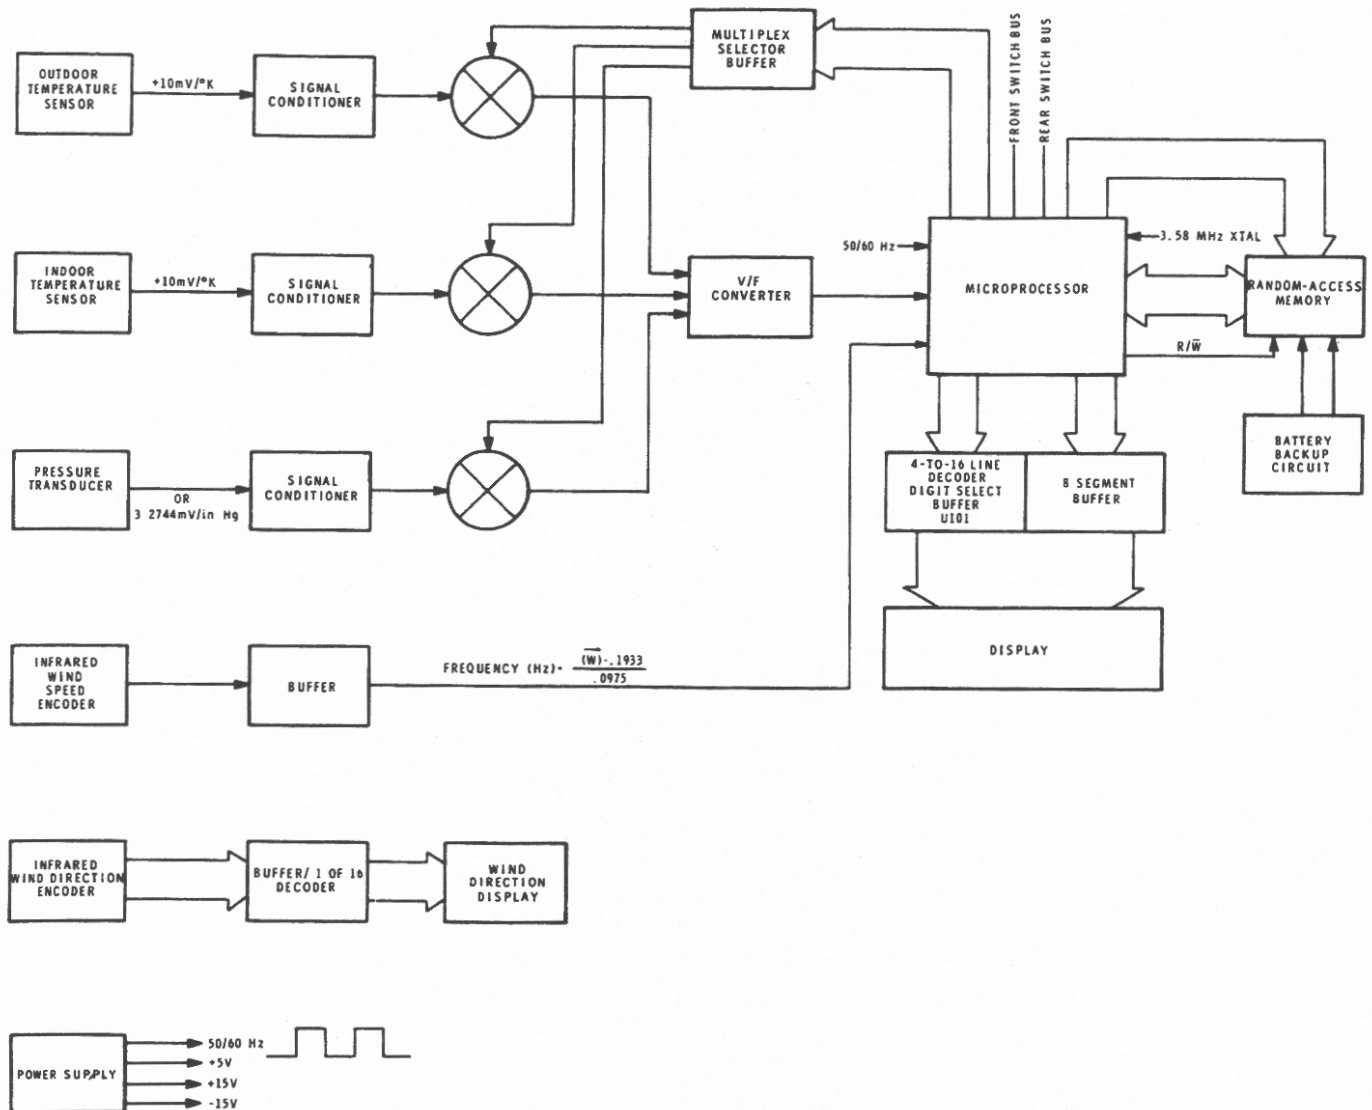 MULTIPLEX
SELECTOR
BUFFER
FRONT SWITCH BUS
REAR SWITCH BUS
OUTDOOR
TEMPERATURE
SENSOR
+10mV/°K
SIGNAL
CONDITIONER
50/60 Hz
3.58 MHz XTAL
INDOOR
TEMPERATURE
SENSOR
+10mV/°K
SIGNAL
CONDITIONER
V/F
CONVERTER
MICROPROCESSOR
RANDOM-ACCESS
MEMORY
R/W̅
PRESSURE
TRANSDUCER
OR
3 2744mV/in Hg
SIGNAL
CONDITIONER
4-TO-16 LINE
DECODER
DIGIT SELECT
BUFFER
U101
8 SEGMENT
BUFFER
BATTERY
BACKUP
CIRCUIT
INFRARED
WIND
SPEED
ENCODER
BUFFER
FREQUENCY (Hz)= (W⃗)-.1933
.0975
DISPLAY
INFRARED
WIND DIRECTION
ENCODER
BUFFER/ 1 OF 16
DECODER
WIND
DIRECTION
DISPLAY
POWER SUPPLY
50/60 Hz
+5V
+15V
-15V